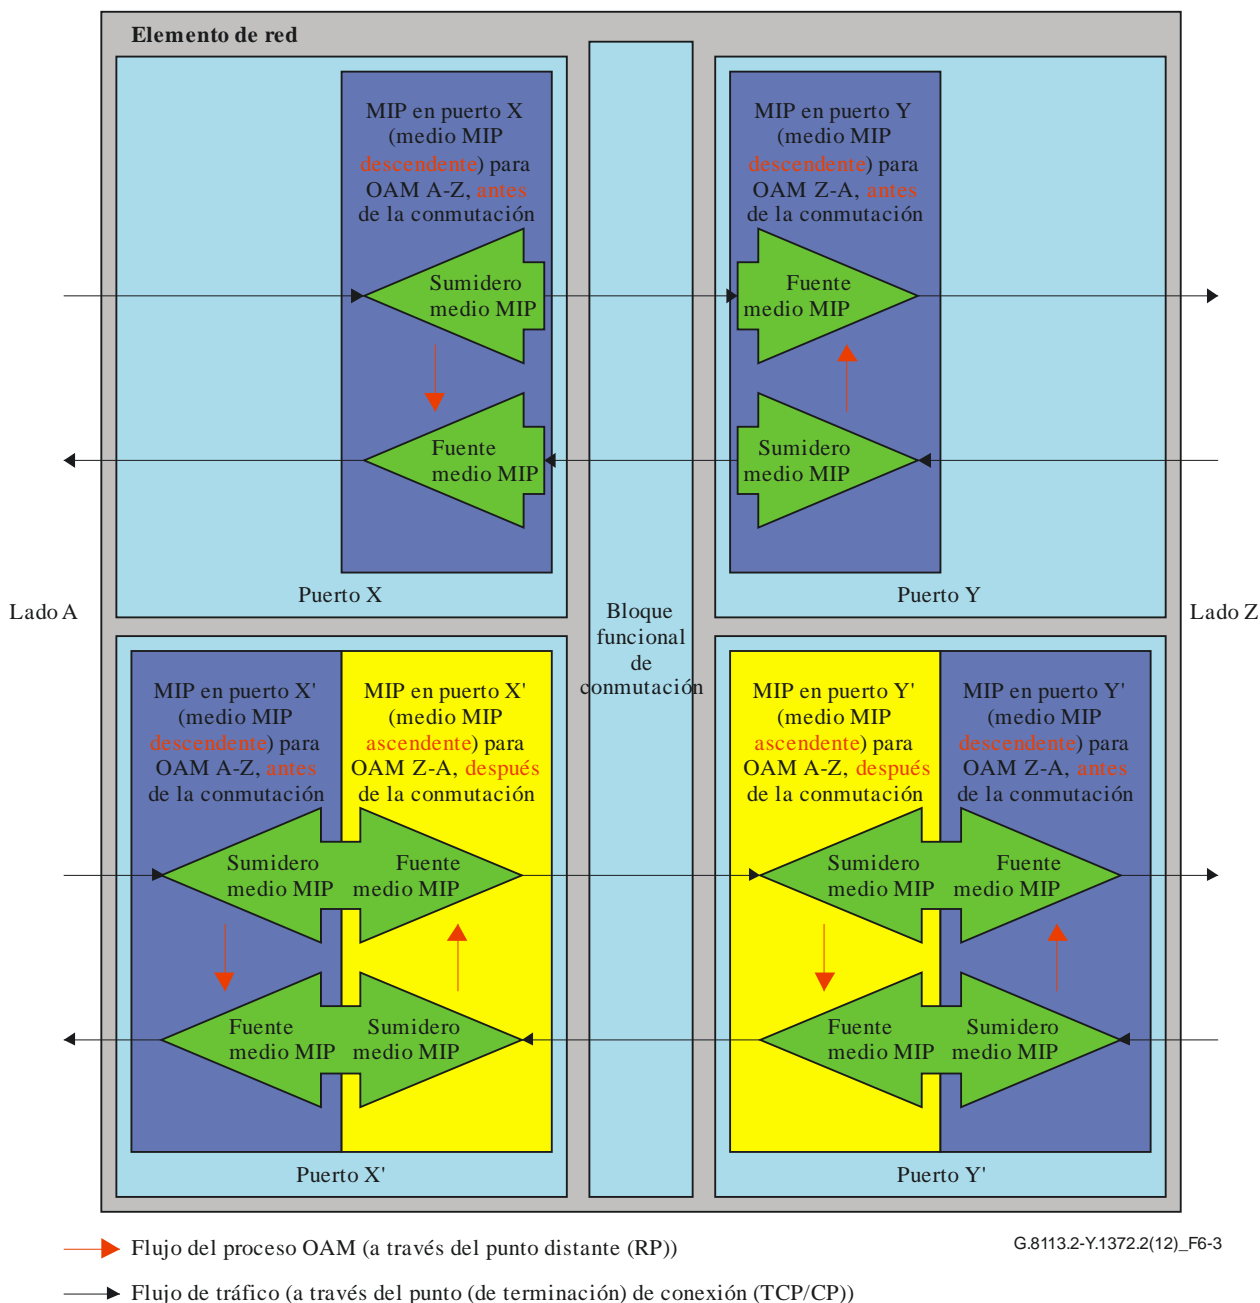 Elemento de red
MIP en puerto X
(medio MIP
descendente) para
OAM A-Z, antes
de la conmutación
Sumidero
medio MIP
Fuente
medio MIP
Puerto X
MIP en puerto Y
(medio MIP
descendente) para
OAM Z-A, antes
de la conmutación
Fuente
medio MIP
Sumidero
medio MIP
Puerto Y
Lado A
Bloque
funcional
de
conmutación
Lado Z
MIP en puerto X'
(medio MIP
descendente) para
OAM A-Z, antes
de la conmutación
MIP en puerto X'
(medio MIP
ascendente) para
OAM Z-A, después
de la conmutación
Sumidero
medio MIP
Fuente
medio MIP
Fuente
medio MIP
Sumidero
medio MIP
Puerto X'
MIP en puerto Y'
(medio MIP
ascendente) para
OAM A-Z, después
de la conmutación
MIP en puerto Y'
(medio MIP
descendente) para
OAM Z-A, antes
de la conmutación
Sumidero
medio MIP
Fuente
medio MIP
Fuente
medio MIP
Sumidero
medio MIP
Puerto Y'
Flujo del proceso OAM (a través del punto distante (RP))
G.8113.2-Y.1372.2(12)_F6-3
Flujo de tráfico (a través del punto (de terminación) de conexión (TCP/CP))